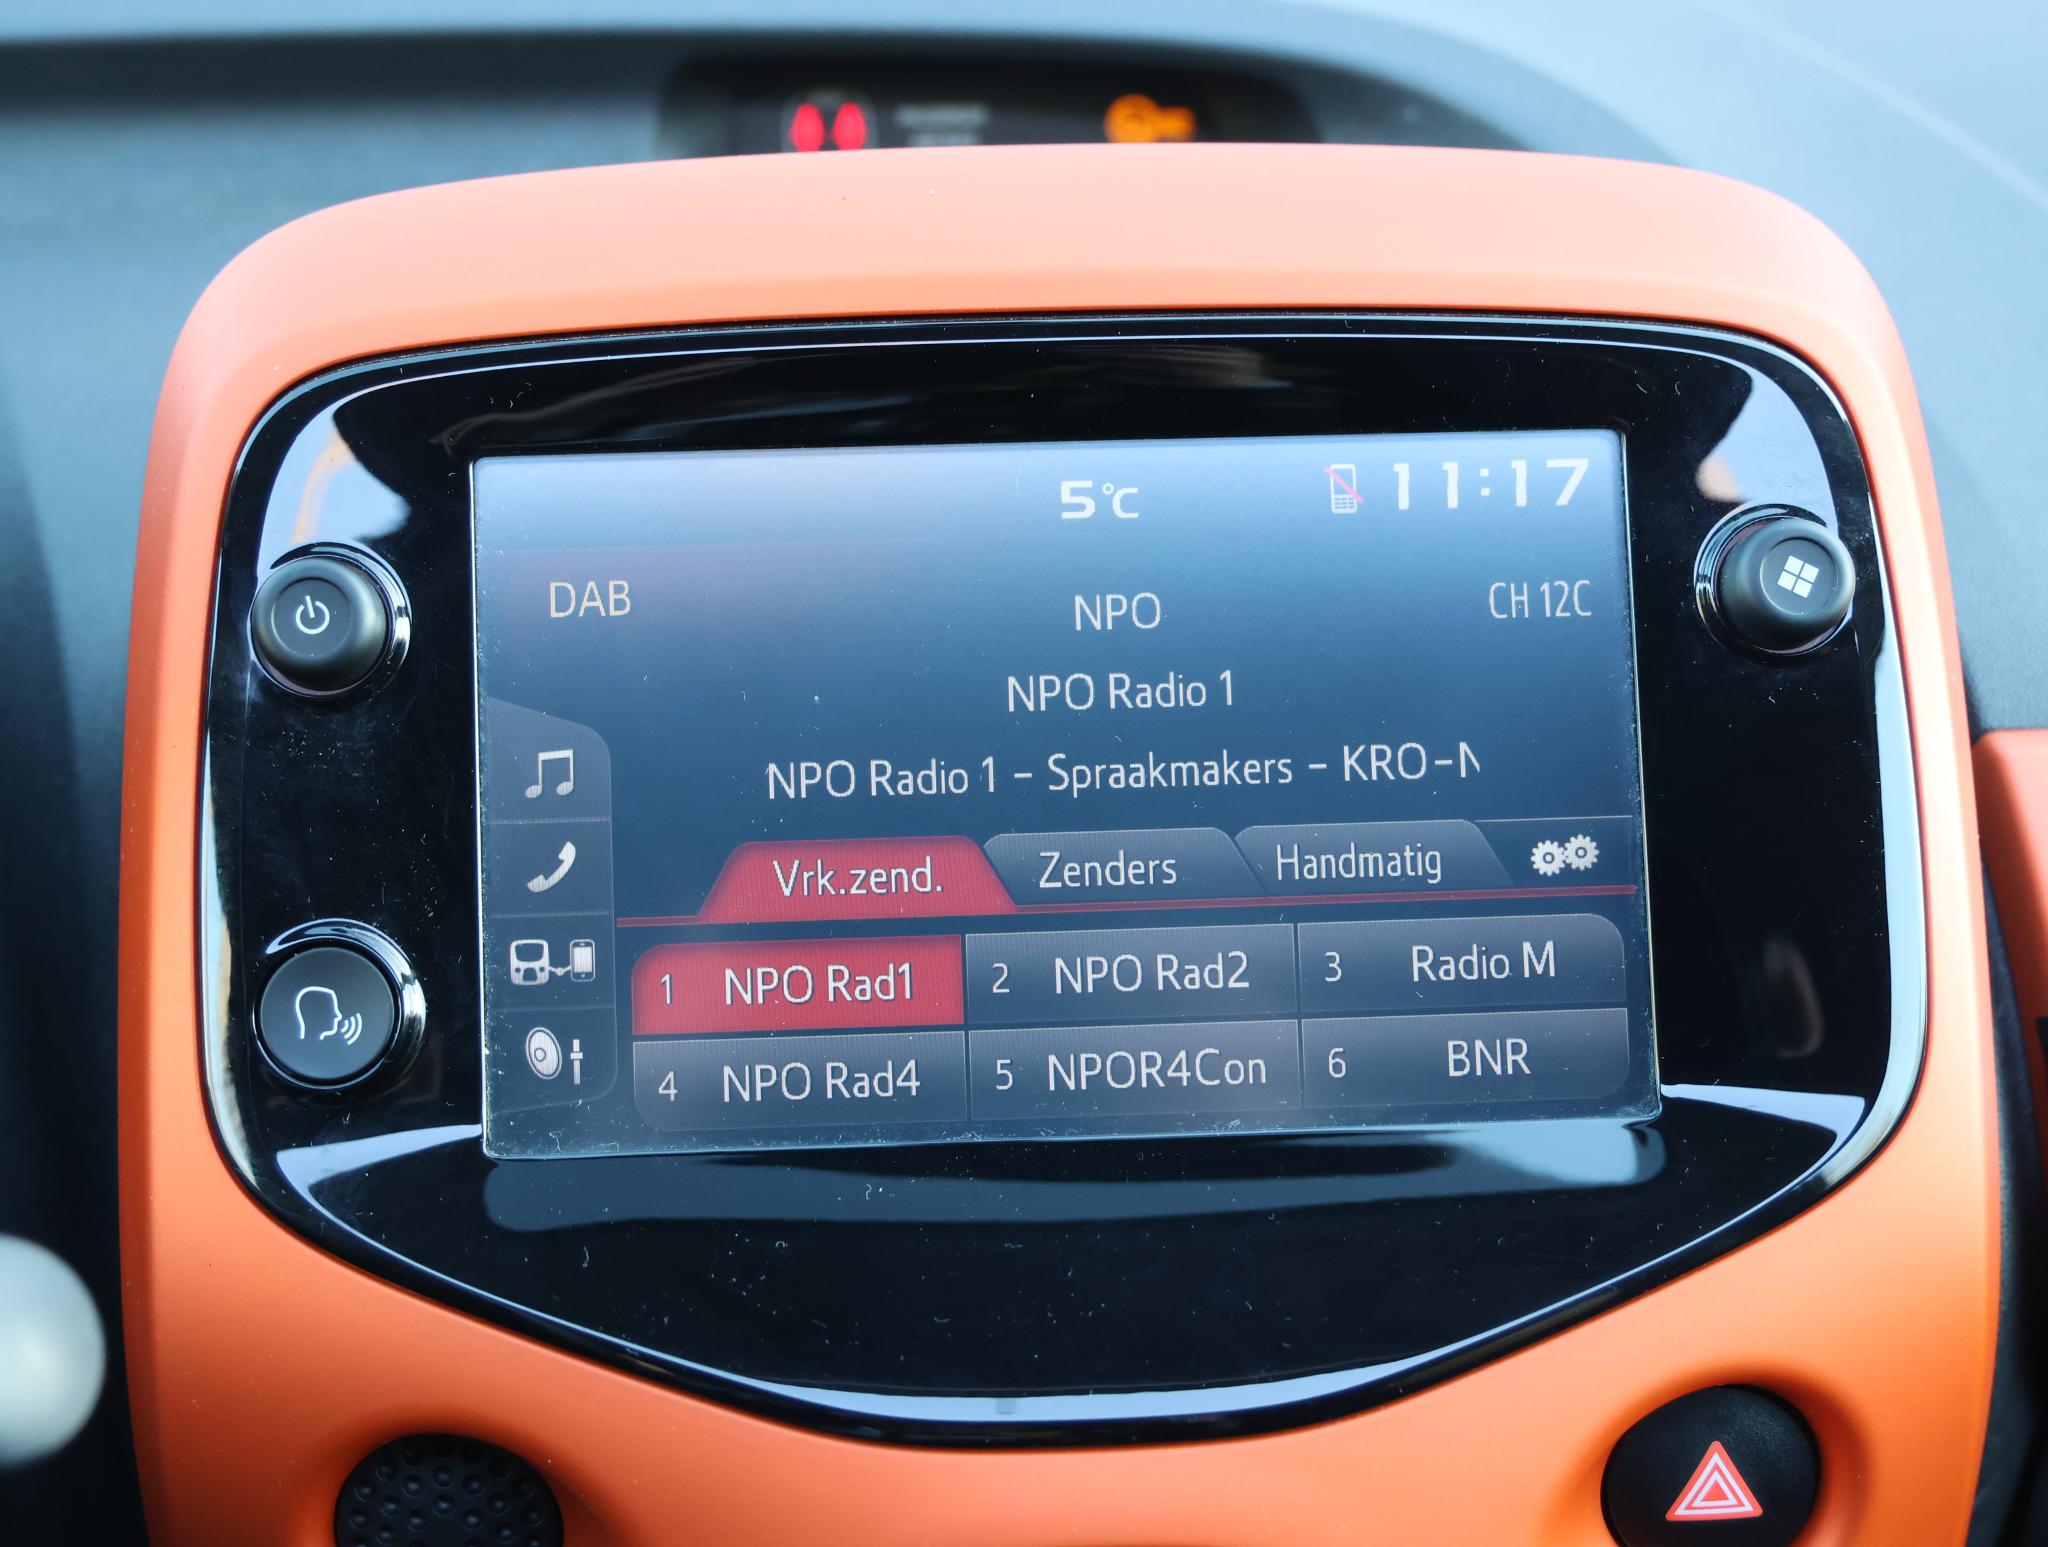 5°C 11:17
DAB NPO CH 12C
NPO Radio 1
NPO Radio 1 - Spraakmakers - KRO-N
Vrk.zend. Zenders Handmatig
1 NPO Rad1 2 NPO Rad2 3 Radio M
4 NPO Rad4 5 NPOR4Con 6 BNR